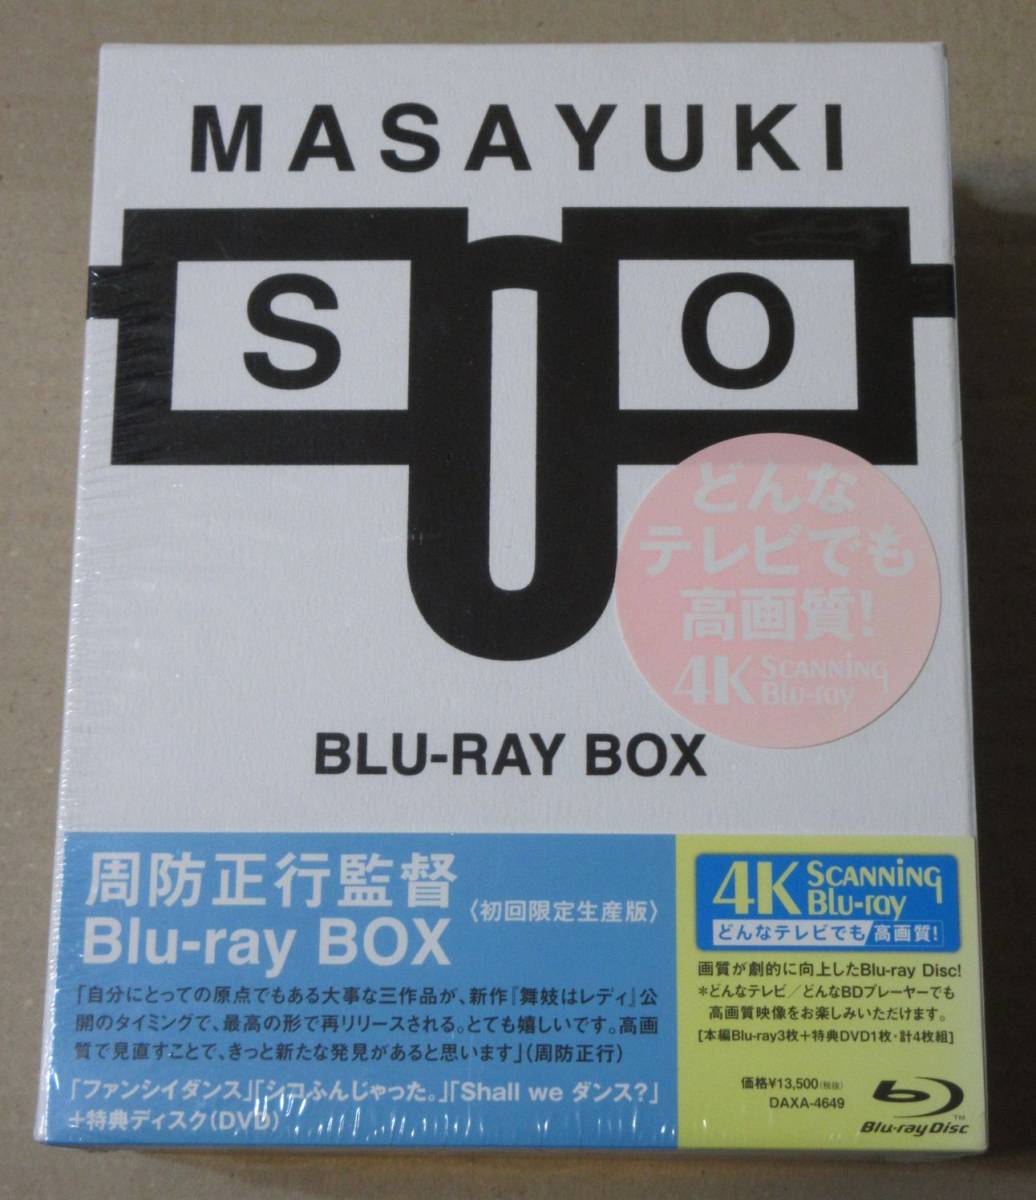 MASAYUKI
S O
どんな
テレビでも
高画質!
4K SCANNING
Blu-ray
BLU-RAY BOX
周防正行監督
Blu-ray BOX
〈初回限定生産版〉
「自分にとっての原点でもある大事な三作品が、新作『舞妓はレディ』公
開のタイミングで、最高の形で再リリースされる。とても嬉しいです。高画
質で見直すことで、きっと新たな発見があると思います」(周防正行)
「ファンシイダンス」「シコふんじゃった。」「Shall we ダンス?」
+特典ディスク(DVD)
4K SCANNING
Blu-ray
どんなテレビでも/高画質!
画質が劇的に向上したBlu-ray Disc!
*どんなテレビ/どんなBDプレーヤーでも
高画質映像をお楽しみいただけます。
[本編Blu-ray3枚+特典DVD1枚・計4枚組]
価格¥13,500(税抜)
DAXA-4649
Blu-ray Disc™